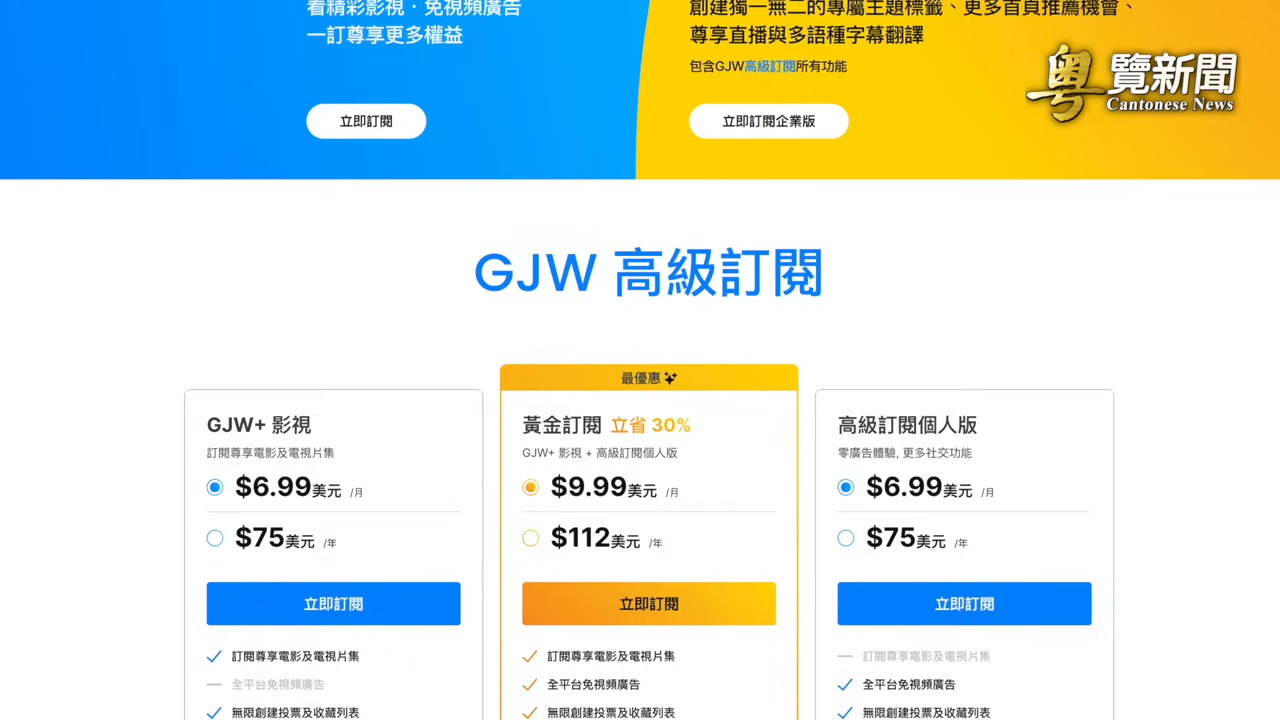 看精彩影視·免視頻廣告
一訂尊享更多權益
立即訂閱
創建獨一無二的專屬主題標籤、更多首頁推薦機會、
尊享直播與多語種字幕翻譯
包含GJW高級訂閱所有功能
立即訂閱企業版
粵覽新聞
Cantonese News
GJW 高級訂閱
GJW+ 影視
訂閱尊享電影及電視片集
$6.99美元 /月
$75美元 /年
立即訂閱
訂閱尊享電影及電視片集
全平台免視頻廣告
無限創建投票及收藏列表
最優惠
黃金訂閱 立省 30%
GJW+ 影視 + 高級訂閱個人版
$9.99美元 /月
$112美元 /年
立即訂閱
訂閱尊享電影及電視片集
全平台免視頻廣告
無限創建投票及收藏列表
高級訂閱個人版
零廣告體驗, 更多社交功能
$6.99美元 /月
$75美元 /年
立即訂閱
訂閱尊享電影及電視片集
全平台免視頻廣告
無限創建投票及收藏列表